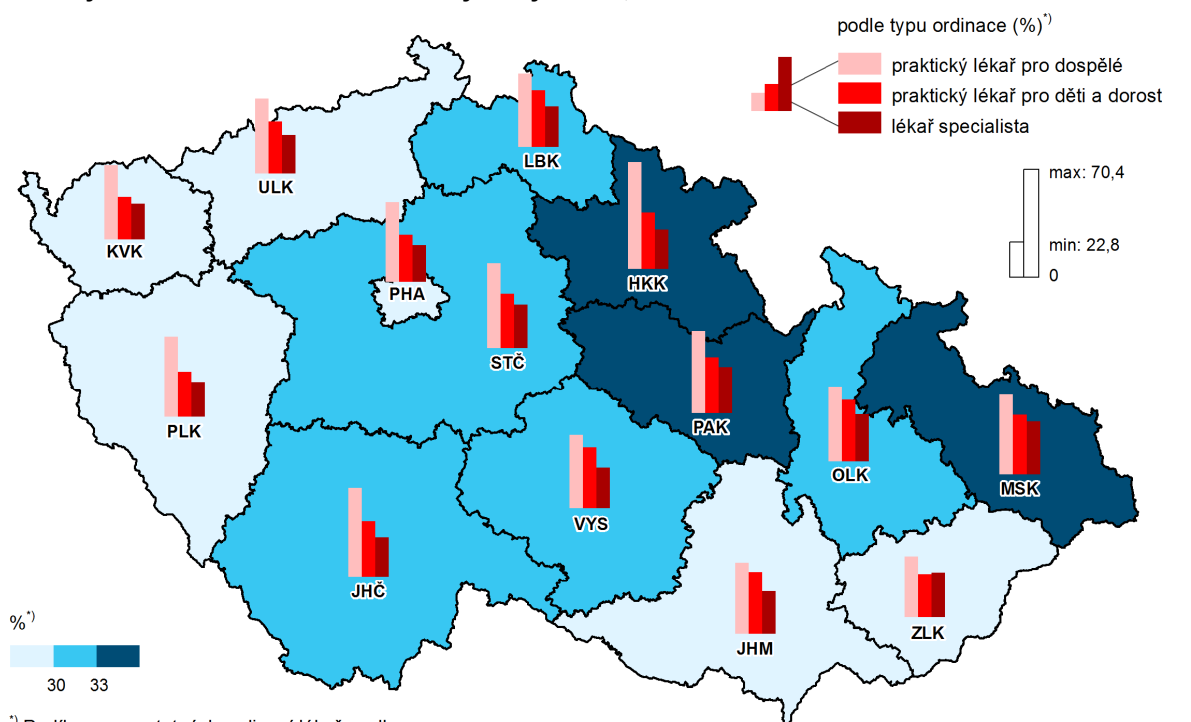 podle typu ordinace (%)*)
praktický lékař pro dospělé
praktický lékař pro děti a dorost
lékař specialista
max: 70,4
min: 22,8
0
LBK
ULK
KVK
HKK
PHA
STČ
PLK
PAK
OLK
MSK
VYS
JHČ
ZLK
JHM
%*)
30 33